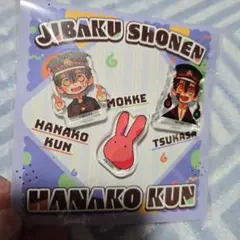 JIBAKU SHONEN
MOKKE
HANAKO
KUN
TSUKASA
HANAKO KUN